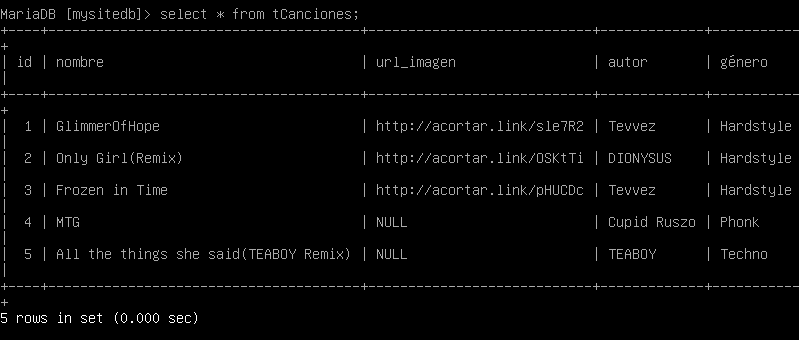 MariaDB [mysitedb]> select * from tCanciones;
+----+------------------------------------+----------------------------+-------------+-----------
+
| id | nombre                             | url_imagen                 | autor       | género
|
+----+------------------------------------+----------------------------+-------------+-----------
+
|  1 | GlimmerOfHope                      | http://acortar.link/sle7R2 | Tevvez      | Hardstyle
|
|  2 | Only Girl(Remix)                   | http://acortar.link/OSKtTi | DIONYSUS    | Hardstyle
|
|  3 | Frozen in Time                     | http://acortar.link/pHUCDc | Tevvez      | Hardstyle
|
|  4 | MTG                                | NULL                       | Cupid Ruszo | Phonk
|
|  5 | All the things she said(TEABOY Remix) | NULL                       | TEABOY      | Techno
|
+----+------------------------------------+----------------------------+-------------+-----------
+
5 rows in set (0.000 sec)